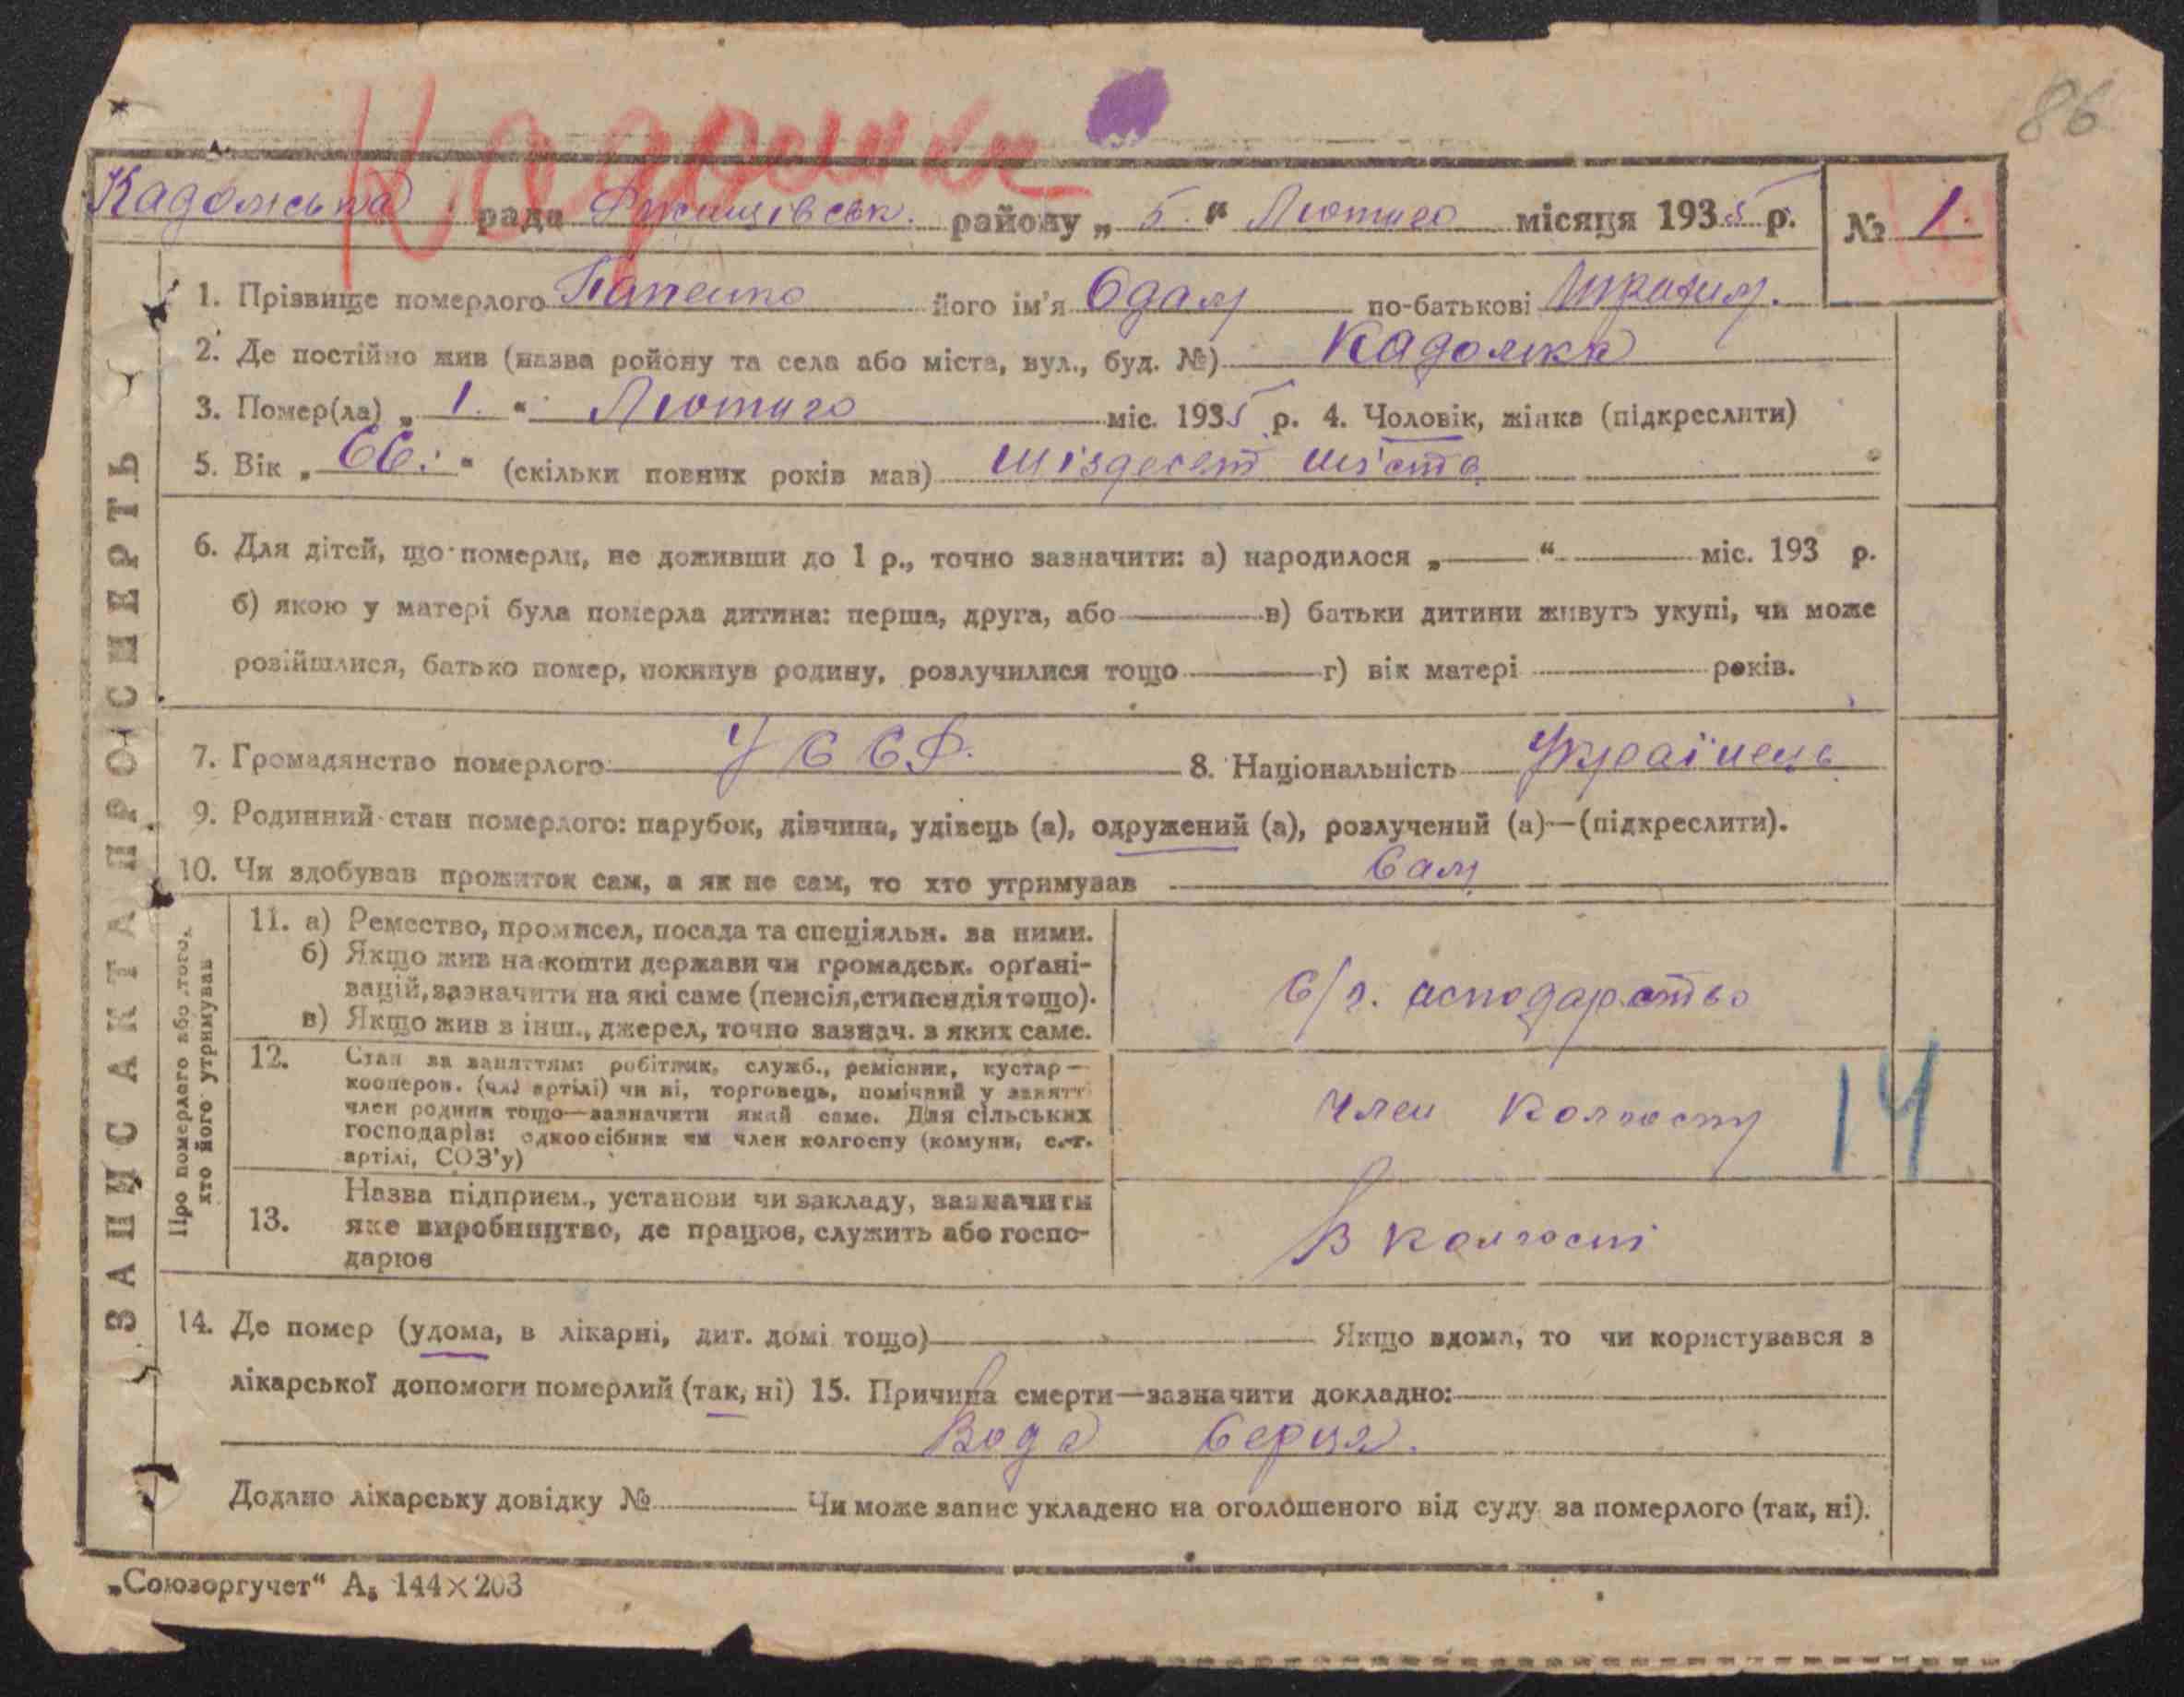 86
Кадомка
Кадомська рада Ржищівськ. району „ 5. “ Лютого місяця 1935 р. № 1.
1. Прізвище померлого його ім’я Одам по-батькові
2. Де постійно жив (назва ройону та села або міста, вул., буд. №) Кадомка
3. Помер(ла) „ 1. “ Лютого міс. 1935 р. 4. Чоловік, жінка (підкреслити)
5. Вік „ 66. “ (скільки повних років мав) шісдесят шість
6. Для дітей, що померли, не доживши до 1 р., точно зазначити: а) народилося „ — “ — міс. 193 р.
б) якою у матері була померла дитина: перша, друга, або — в) батьки дитини живуть укупі, чи може
розійшлися, батько помер, покинув родину, розлучилися тощо — г) вік матері — років.
7. Громадянство померлого УССР. 8. Національність Українець
9. Родинний стан померлого: парубок, дівчина, удівець (а), одружений (а), розлучений (а)—(підкреслити).
10. Чи здобував прожиток сам, а як не сам, то хто утримував Сам
11. а) Ремество, промисел, посада та спеціяльн. за ними.
б) Якщо жив на кошти держави чи громадськ. орґані-
зацій, зазначити на які саме (пенсія, стипендія тощо).
в) Якщо жив з інш., джерел, точно зазнач. з яких саме.
С/г. асподарство
12. Стан за заняттям: робітник, служб., ремісник, кустар—
кооперов. (чл. артілі) чи ні, торговець, помічний у занятті
член родини тощо—зазначити який саме. Для сільських
господарів: одноосібник чи член колгоспу (комуни, с.-г.
артілі, СОЗ’у)
Член колгоспу
14
13. Назва підприєм., установи чи закладу, зазначити
яке виробництво, де працює, служить або госпо-
дарює
В колгоспі
14. Де помер (удома, в лікарні, дит. домі тощо) — Якщо вдома, то чи користувався з
лікарської допомоги померлий (так, ні) 15. Причина смерти—зазначити докладно:
Вада Серця.
Додано лікарську довідку № Чи може запис укладено на оголошеного від суду за померлого (так, ні).
„Союзоргучет“ А₅ 144×203
ЗАПИС АКТА ПРО СМЕРТЬ
Про померлого або того,
хто його утримував